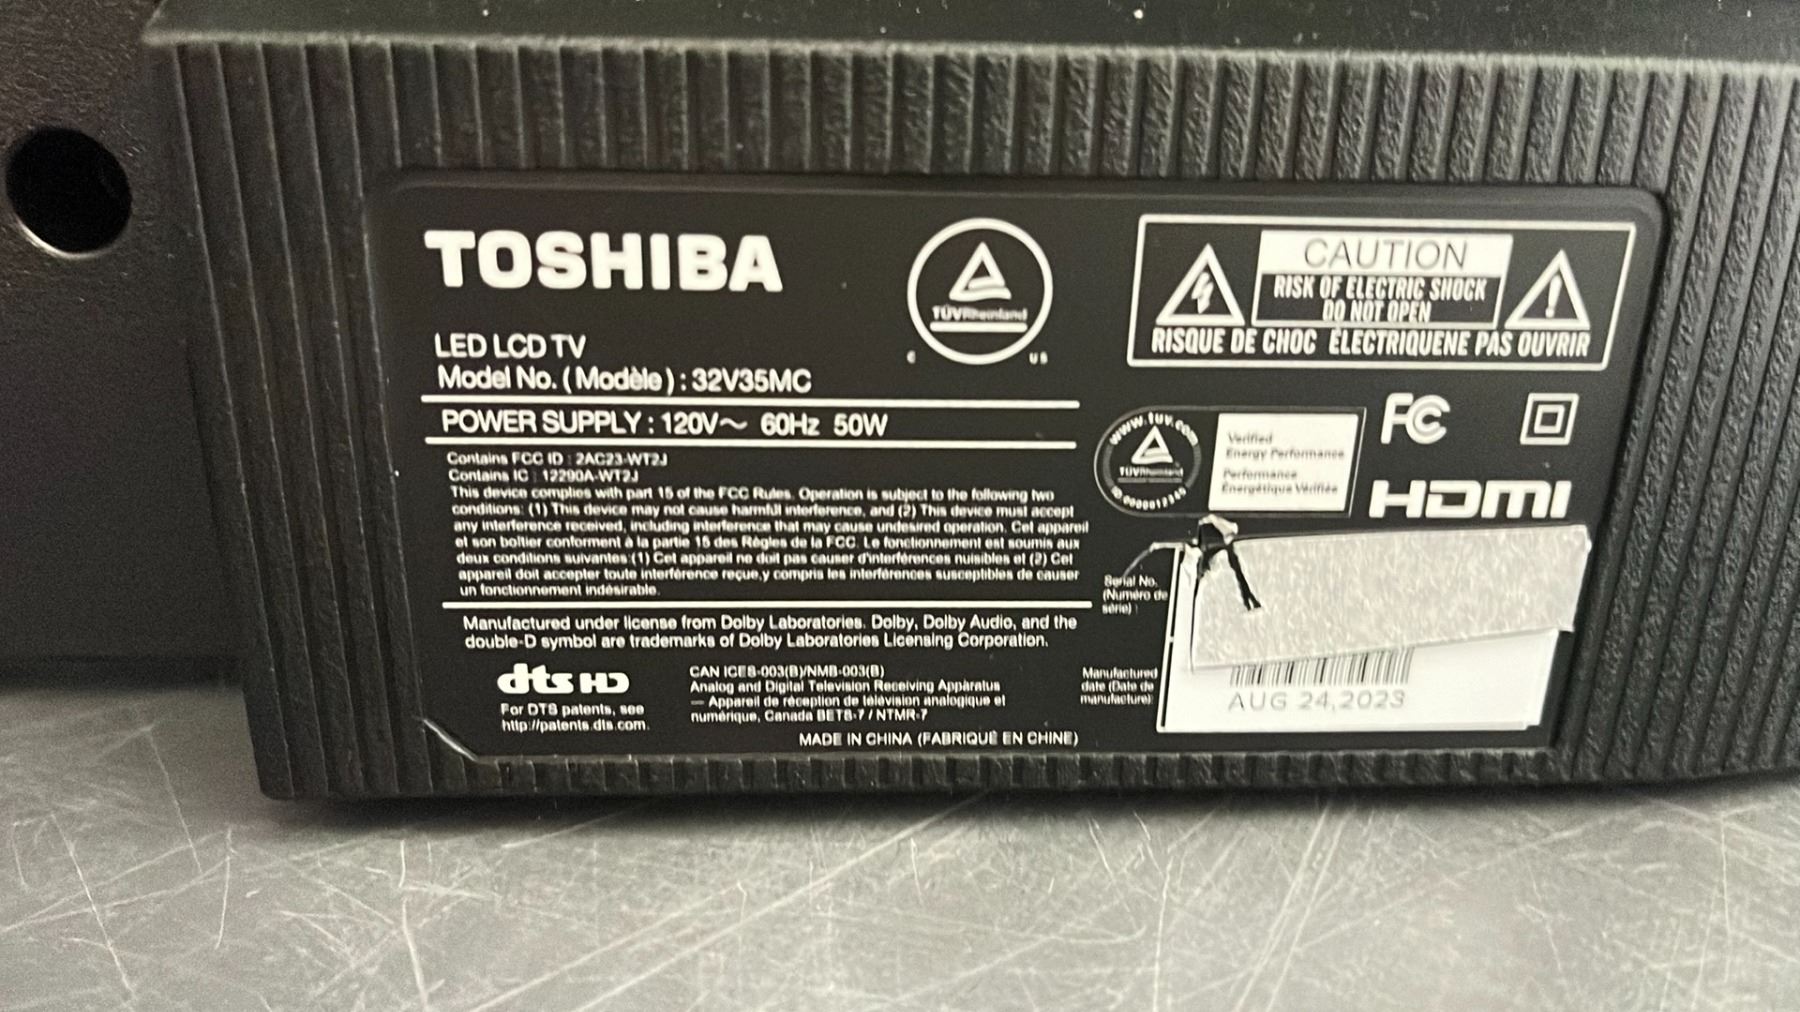 TOSHIBA
LED LCD TV
Model No. (Modèle) : 32V35MC
POWER SUPPLY : 120V～ 60Hz 50W
Contains FCC ID : 2AC23-WT2J
Contains IC : 12290A-WT2J
This device complies with part 15 of the FCC Rules. Operation is subject to the following two
conditions: (1) This device may not cause harmful interference, and (2) This device must accept
any interference received, including interference that may cause undesired operation. Cet appareil
et son boîtier conforment à la partie 15 des Règles de la FCC. Le fonctionnement est soumis aux
deux conditions suivantes:(1) Cet appareil ne doit pas causer d'interférences nuisibles et (2) Cet
appareil doit accepter toute interférence reçue,y compris les interférences susceptibles de causer
un fonctionnement indésirable.
Manufactured under license from Dolby Laboratories. Dolby, Dolby Audio, and the
double-D symbol are trademarks of Dolby Laboratories Licensing Corporation.
dts HD
For DTS patents, see
http://patents.dts.com.
CAN ICES-003(B)/NMB-003(B)
Analog and Digital Television Receiving Apparatus
— Appareil de réception de télévision analogique et
numérique, Canada BETS-7 / NTMR-7
MADE IN CHINA (FABRIQUÉ EN CHINE)
TÜVRheinland
C US
CAUTION
RISK OF ELECTRIC SHOCK
DO NOT OPEN
RISQUE DE CHOC ÉLECTRIQUENE PAS OUVRIR
www.tuv.com
TÜVRheinland
ID 0000012345
Verified
Energy Performance
Performance
Énergétique Vérifiée
FC
HDMI
Serial No.
(Numéro de
série) :
Manufactured
date (Date de
manufacture):
AUG 24,2023